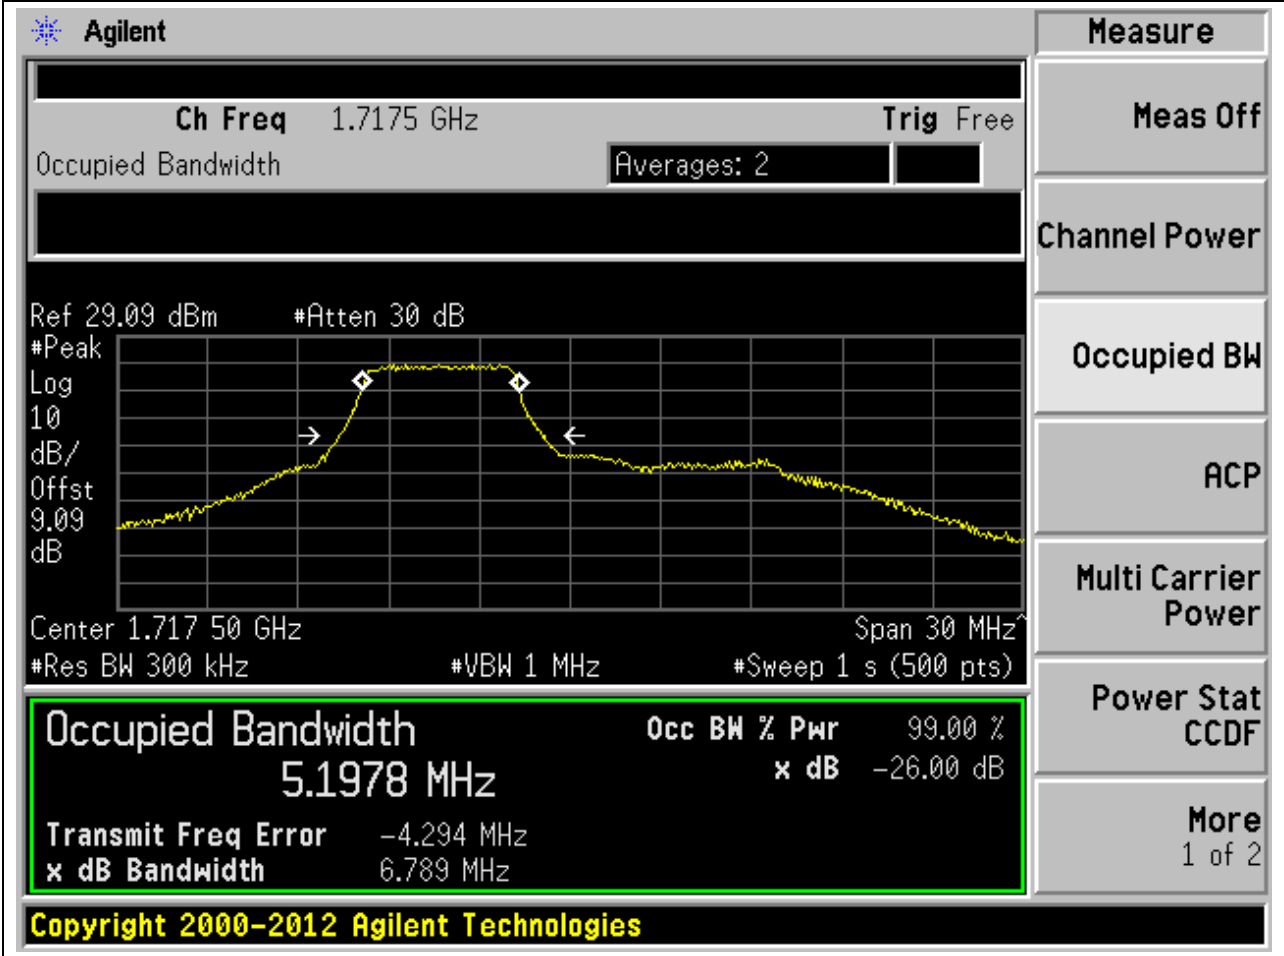 Agilent
Measure
Ch Freq 1.7175 GHz Trig Free
Occupied Bandwidth Averages: 2
Ref 29.09 dBm #Atten 30 dB
#Peak
Log
10
dB/
Offst
9.09
dB
Center 1.717 50 GHz Span 30 MHz^
#Res BW 300 kHz #VBW 1 MHz #Sweep 1 s (500 pts)
Occupied Bandwidth Occ BW % Pwr 99.00 %
5.1978 MHz x dB -26.00 dB
Transmit Freq Error -4.294 MHz
x dB Bandwidth 6.789 MHz
Meas Off
Channel Power
Occupied BW
ACP
Multi Carrier
Power
Power Stat
CCDF
More
1 of 2
Copyright 2000-2012 Agilent Technologies